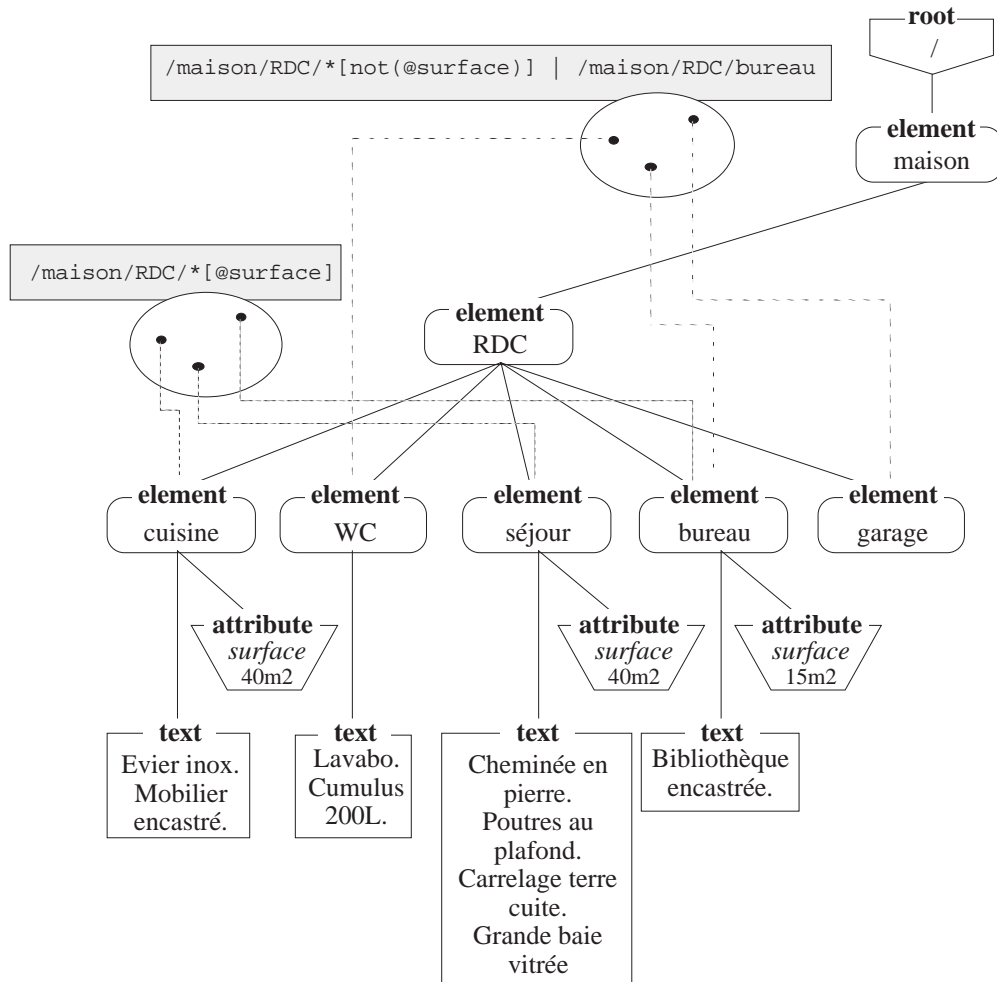 root
/
/maison/RDC/*[not(@surface)] | /maison/RDC/bureau
element
maison
/maison/RDC/*[@surface]
element
RDC
element
cuisine
element
WC
element
séjour
element
bureau
element
garage
attribute
surface
40m2
attribute
surface
40m2
attribute
surface
15m2
text
Evier inox.
Mobilier
encastré.
text
Lavabo.
Cumulus
200L.
text
Cheminée en
pierre.
Poutres au
plafond.
Carrelage terre
cuite.
Grande baie
vitrée
text
Bibliothèque
encastrée.